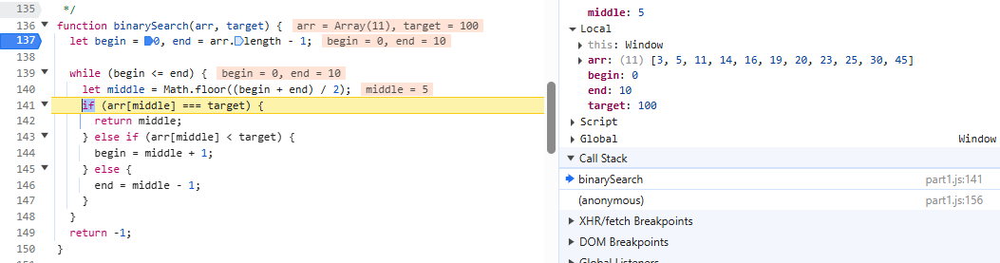 135 */
136 function binarySearch(arr, target) { arr = Array(11), target = 100
137 let begin = 0, end = arr.length - 1; begin = 0, end = 10
138
139 while (begin <= end) { begin = 0, end = 10
140 let middle = Math.floor((begin + end) / 2); middle = 5
141 if (arr[middle] === target) {
142 return middle;
143 } else if (arr[middle] < target) {
144 begin = middle + 1;
145 } else {
146 end = middle - 1;
147 }
148 }
149 return -1;
150 }
middle: 5
Local
this: Window
arr: (11) [3, 5, 11, 14, 16, 19, 20, 23, 25, 30, 45]
begin: 0
end: 10
target: 100
Script
Global Window
Call Stack
binarySearch part1.js:141
(anonymous) part1.js:156
XHR/fetch Breakpoints
DOM Breakpoints
Global Listeners